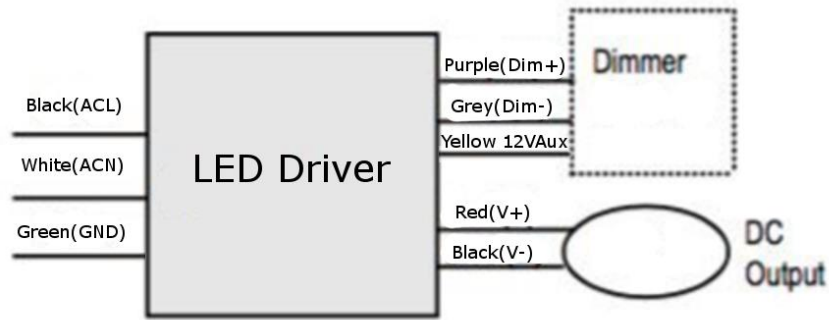 Black(ACL)
White(ACN)
Green(GND)
LED Driver
Purple(Dim+)
Grey(Dim-)
Yellow 12VAux
Red(V+)
Black(V-)
Dimmer
DC
Output